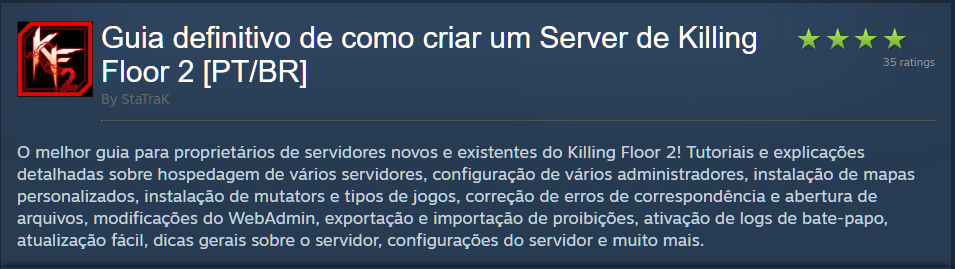 KF2
Guia definitivo de como criar um Server de Killing
Floor 2 [PT/BR]
By StaTraK
35 ratings
O melhor guia para proprietários de servidores novos e existentes do Killing Floor 2! Tutoriais e explicações
detalhadas sobre hospedagem de vários servidores, configuração de vários administradores, instalação de mapas
personalizados, instalação de mutators e tipos de jogos, correção de erros de correspondência e abertura de
arquivos, modificações do WebAdmin, exportação e importação de proibições, ativação de logs de bate-papo,
atualização fácil, dicas gerais sobre o servidor, configurações do servidor e muito mais.